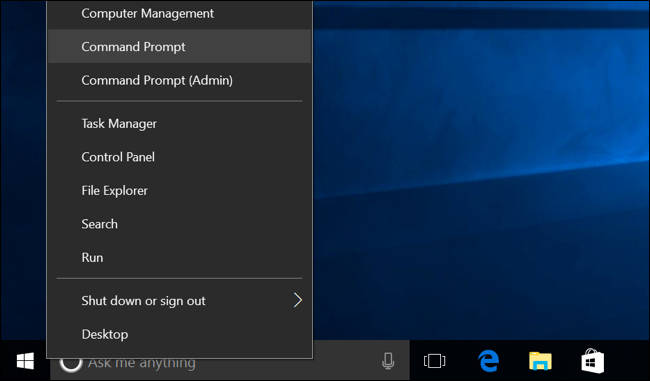 Computer Management
Command Prompt
Command Prompt (Admin)
Task Manager
Control Panel
File Explorer
Search
Run
Shut down or sign out
Desktop
Ask me anything